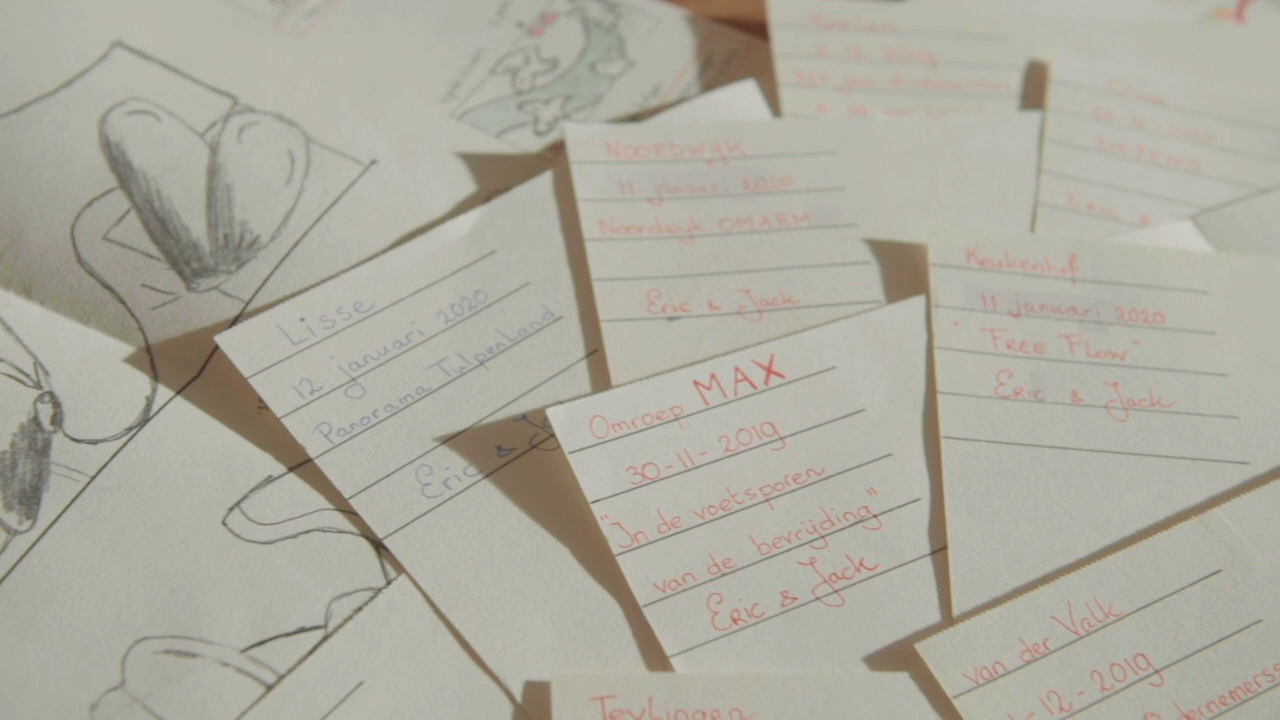 NOORDWIJK
11 januari 2020
Noordwijk OMARM
Eric & Jack
Keukenhof
11 januari 2020
"FREE FLOW"
Eric & Jack
Lisse
12 januari 2020
Panorama Tulpenland
Eric &
Omroep MAX
30-11-2019
"In de voetsporen
van de bevrijding"
Eric & Jack
van der Valk
-12-2019
Teylingen
Eric &